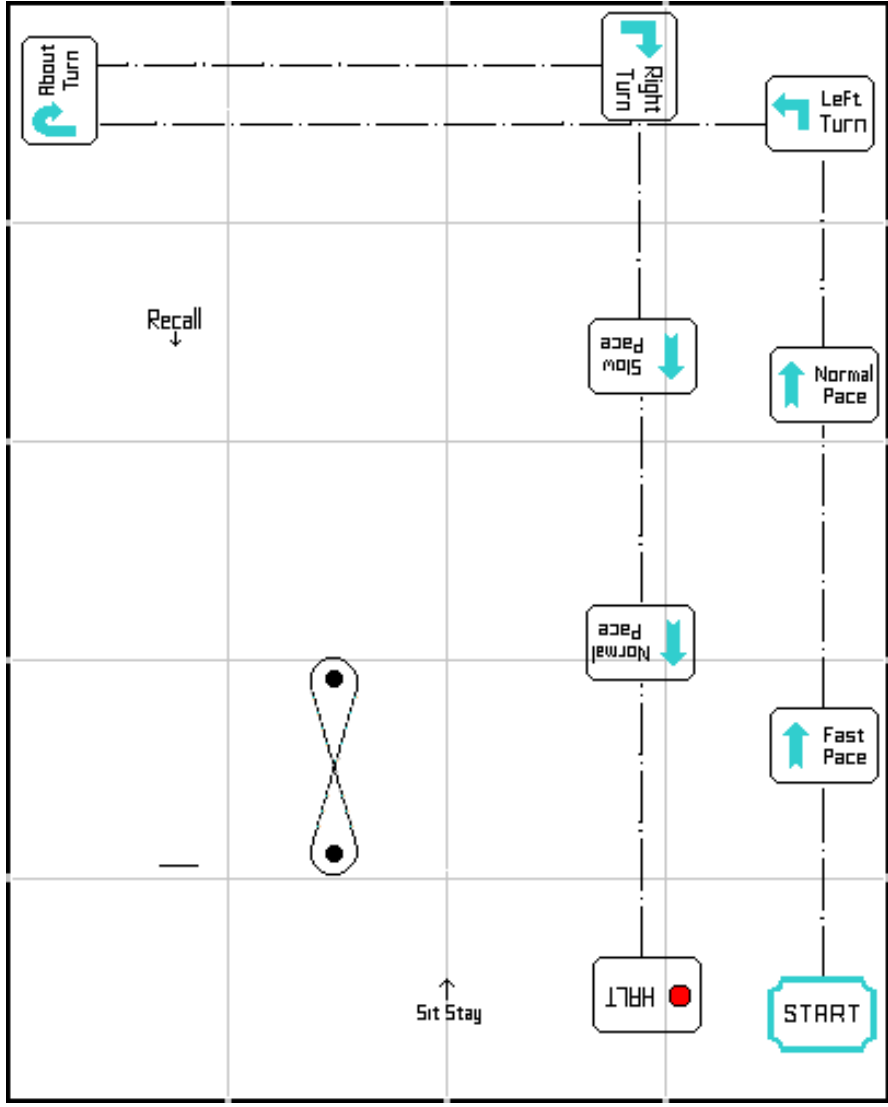 About
Turn
Right
Turn
Left
Turn
Recall
Slow
Pace
Normal
Pace
Normal
Pace
Fast
Pace
Sit Stay
HALT
START